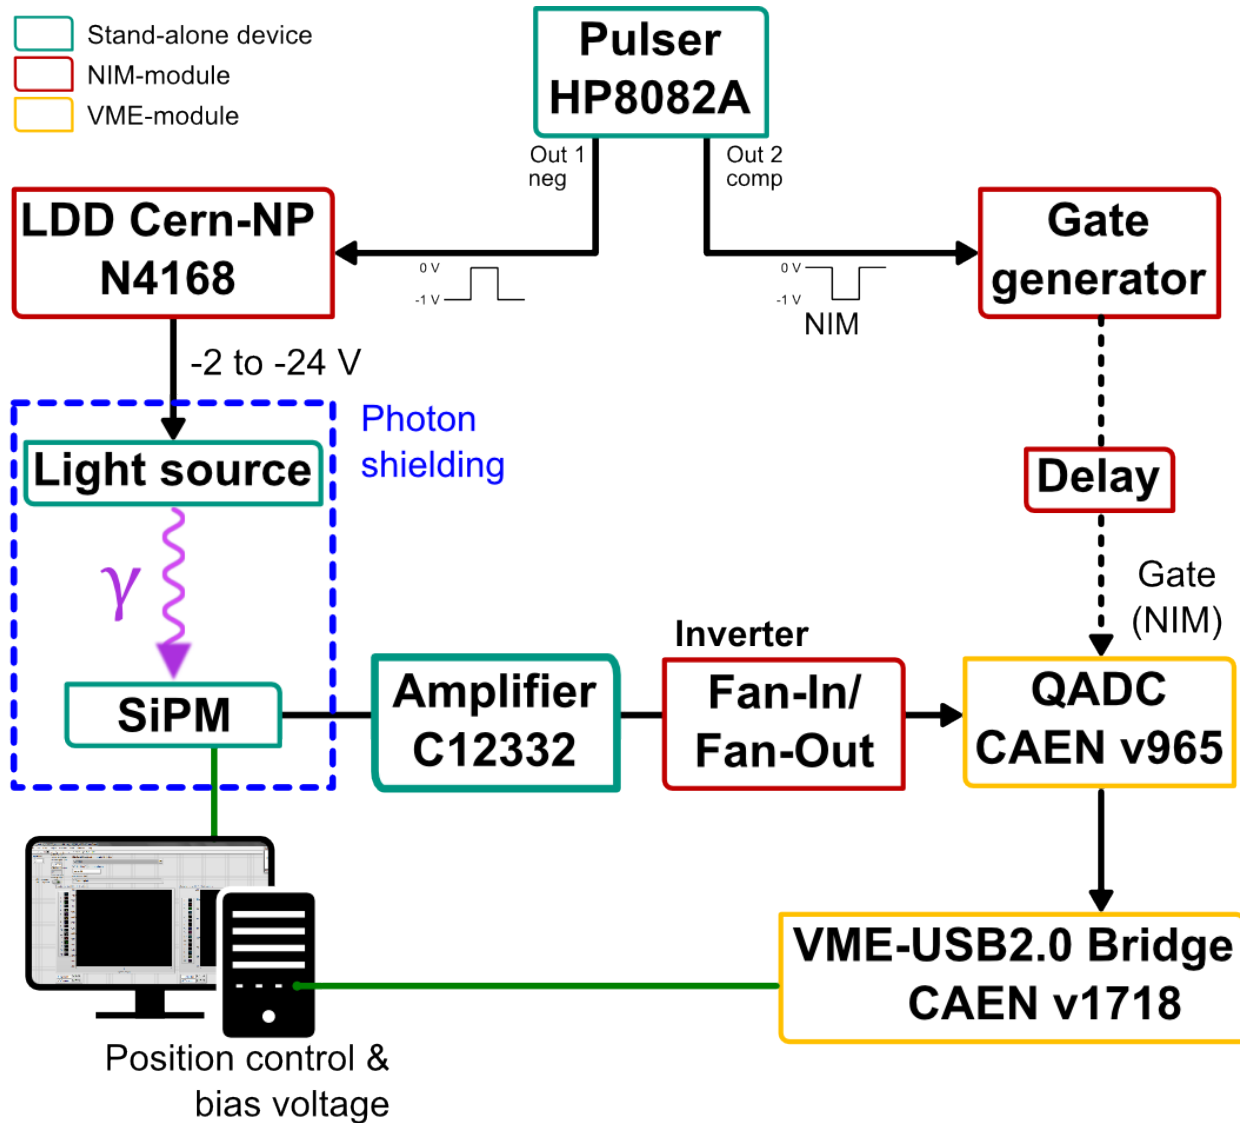 Stand-alone device
NIM-module
VME-module
Pulser
HP8082A
Out 1
neg
Out 2
comp
LDD Cern-NP
N4168
0 V
-1 V
0 V
-1 V
NIM
Gate
generator
-2 to -24 V
Photon
shielding
Light source
γ
Delay
Gate
(NIM)
SiPM
Amplifier
C12332
Inverter
Fan-In/
Fan-Out
QADC
CAEN v965
VME-USB2.0 Bridge
CAEN v1718
Position control &
bias voltage